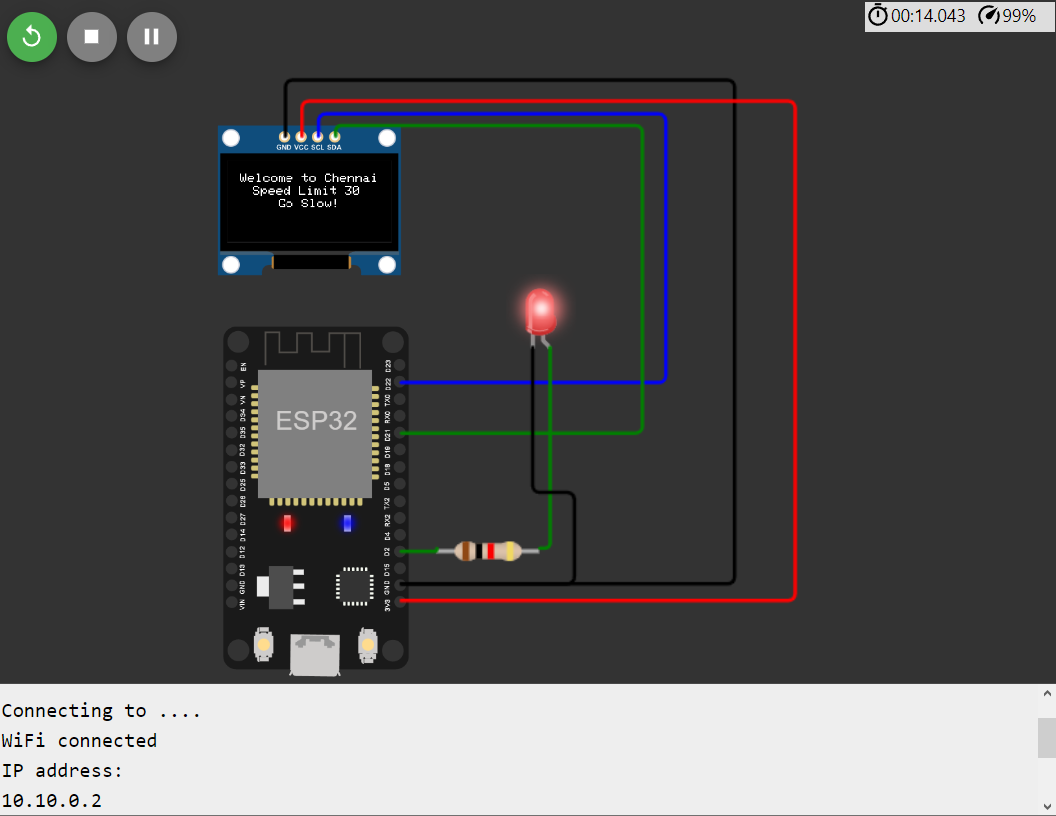 00:14.043 99%
GND VCC SCL SDA
Welcome to Chennai
Speed Limit 30
Go Slow!
EN
VP
VN
D34
D35
D32
D33
D25
D26
D27
D14
D12
D13
GND
VIN
D23
D22
TX0
RX0
D21
D19
D18
D5
TX2
RX2
D4
D2
D15
GND
3V3
ESP32
Connecting to ....
WiFi connected
IP address:
10.10.0.2